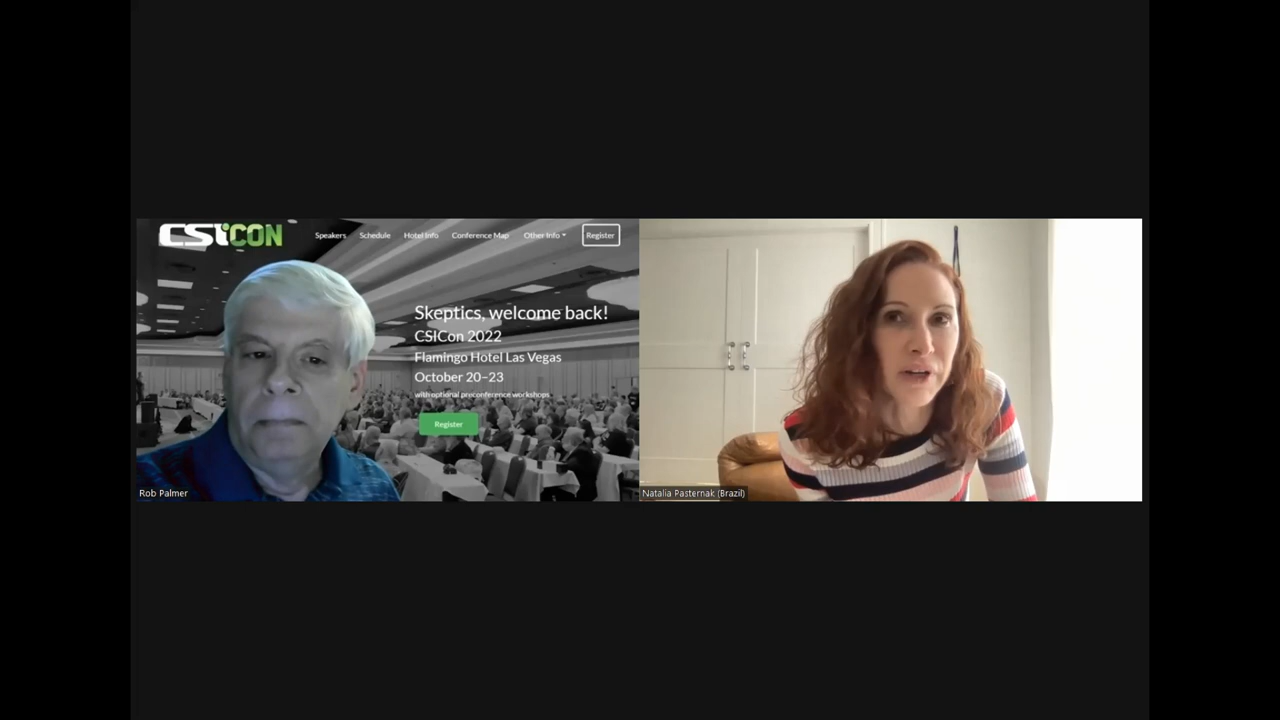 CSICON
Speakers Schedule Hotel Info Conference Map Other Info Register
Skeptics, welcome back!
CSICon 2022
Flamingo Hotel Las Vegas
October 20–23
with optional preconference workshops
Register
Rob Palmer
Natalia Pasternak (Brazil)